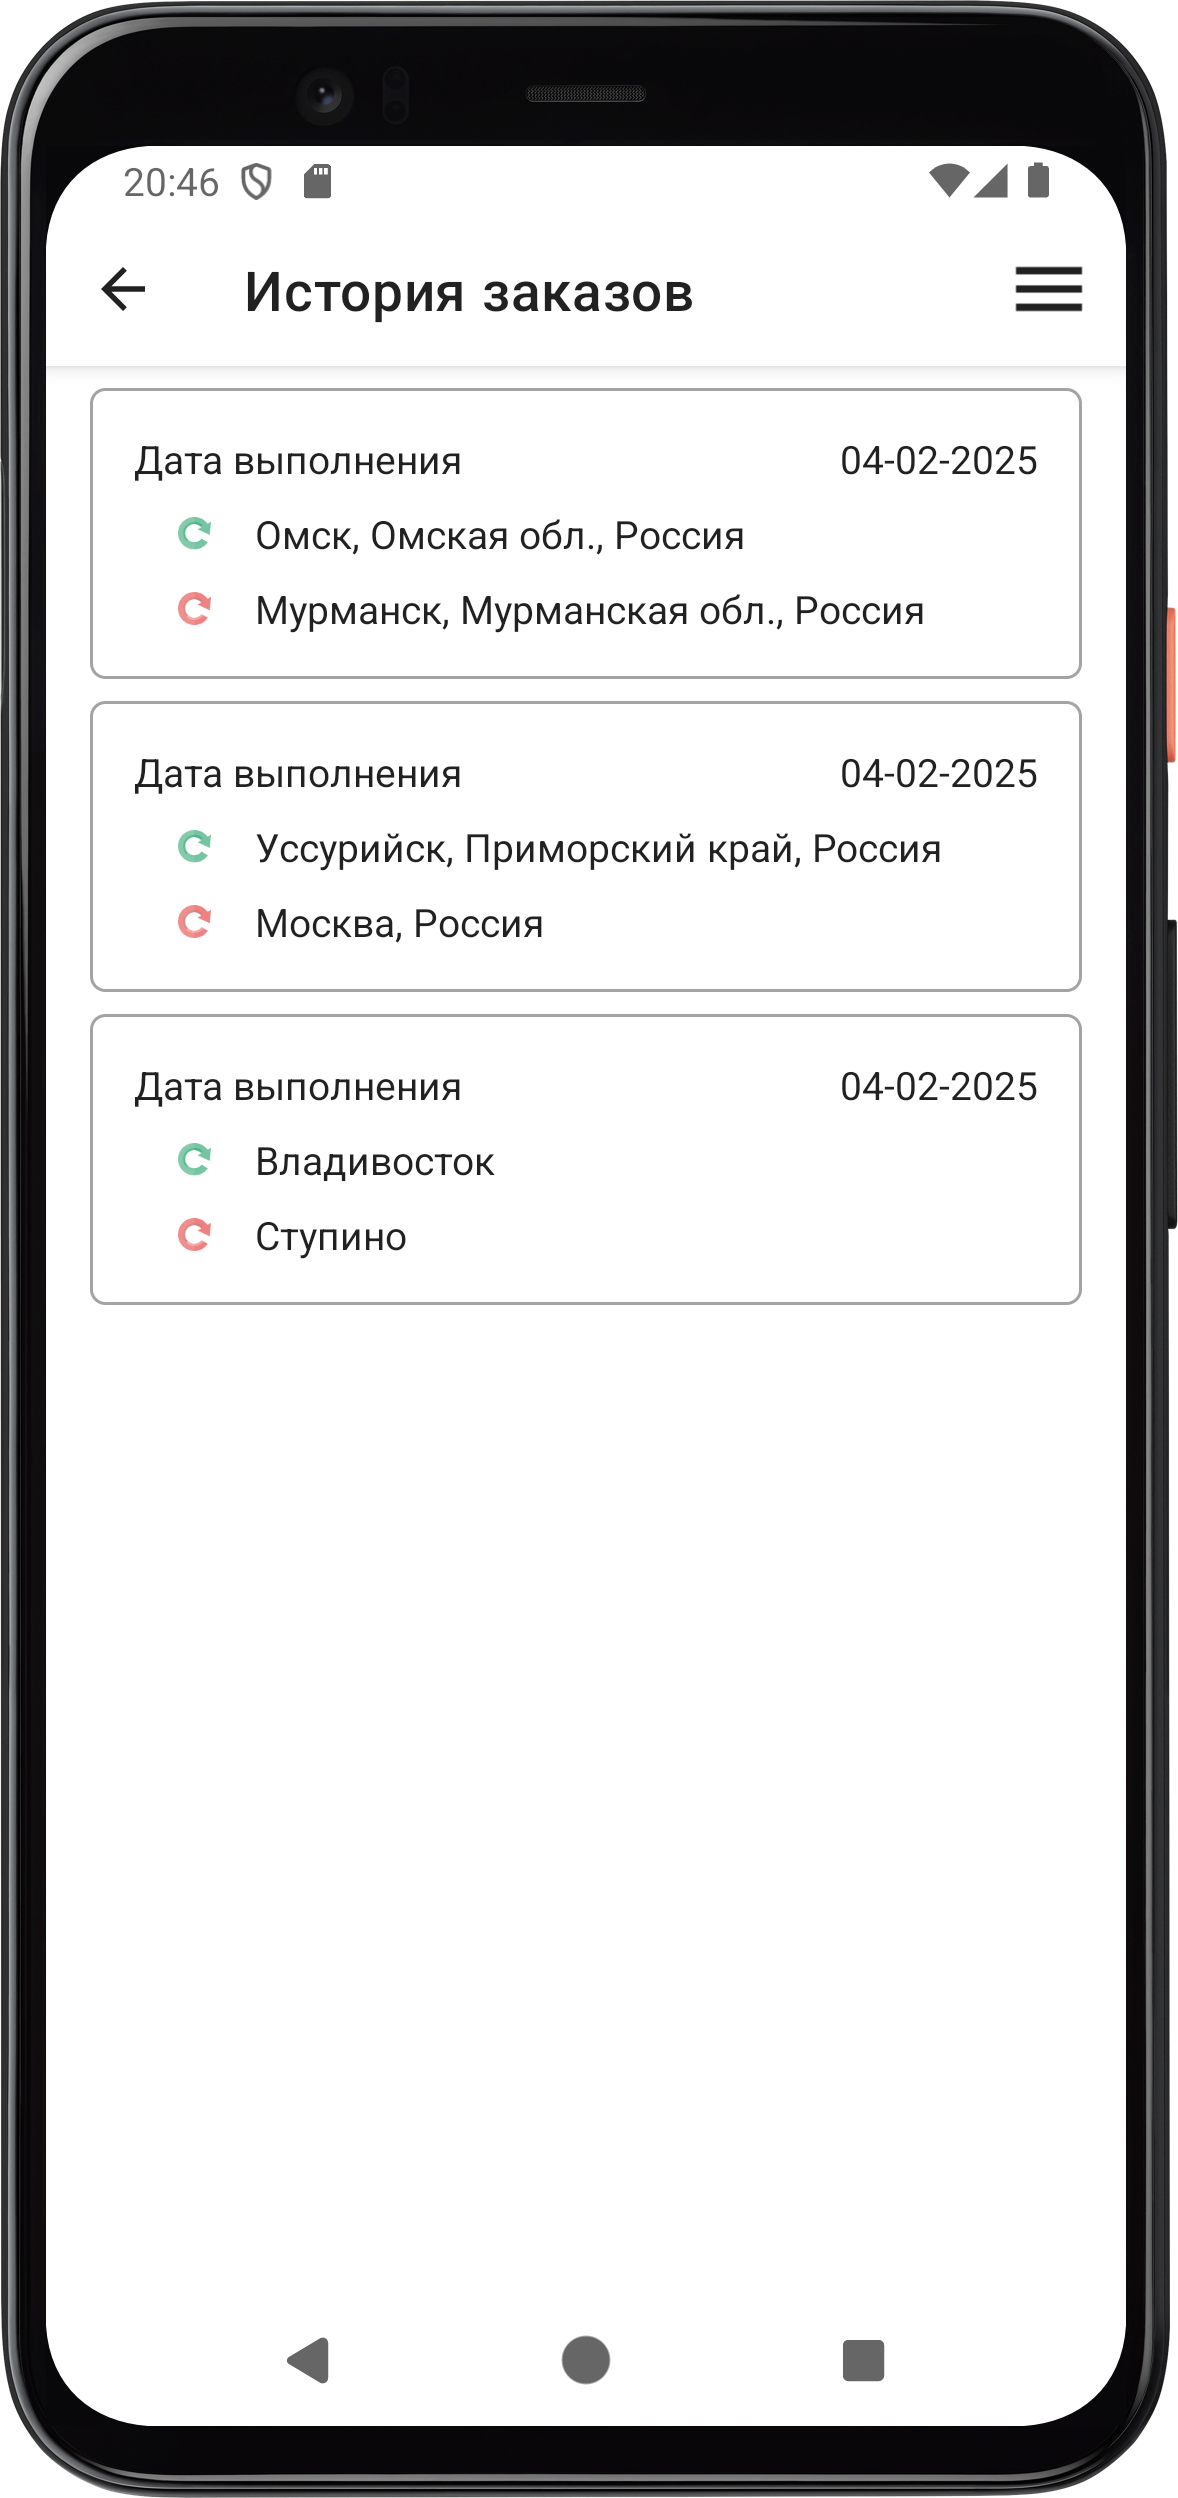 20:46
История заказов
Дата выполнения 04-02-2025
Омск, Омская обл., Россия
Мурманск, Мурманская обл., Россия
Дата выполнения 04-02-2025
Уссурийск, Приморский край, Россия
Москва, Россия
Дата выполнения 04-02-2025
Владивосток
Ступино